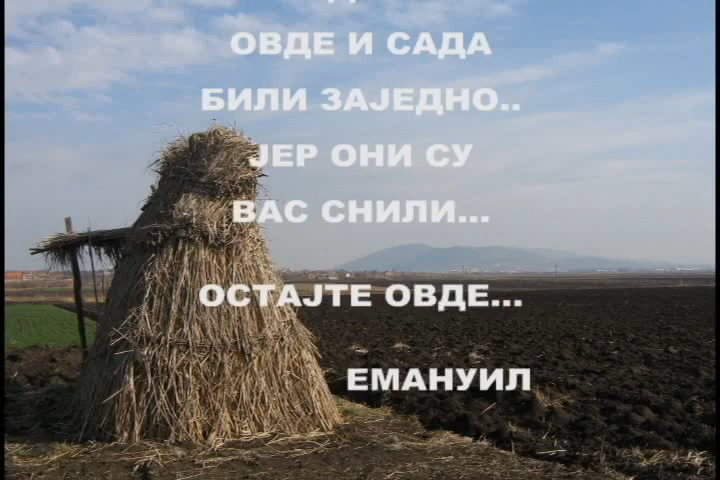 ОВДЕ И САДА
БИЛИ ЗАЈЕДНО..
ЈЕР ОНИ СУ
ВАС СНИЛИ...
ОСТАЈТЕ ОВДЕ...
ЕМАНУИЛ